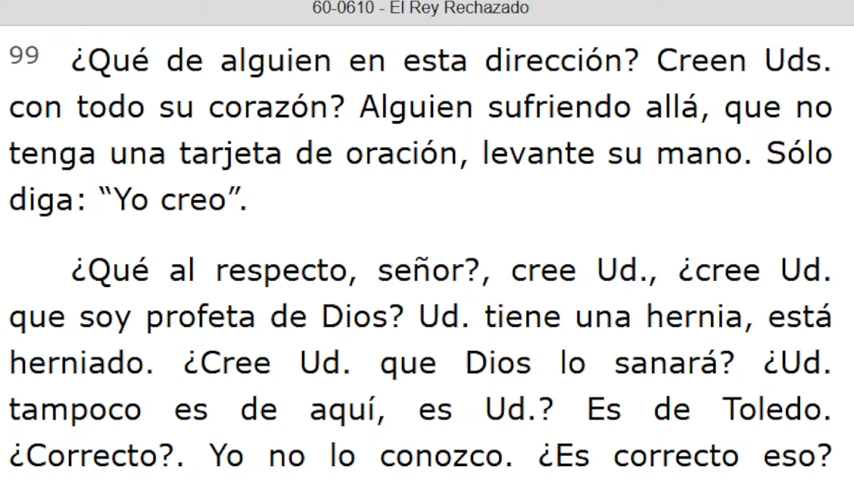 60-0610 - El Rey Rechazado
99 ¿Qué de alguien en esta dirección? Creen Uds.
con todo su corazón? Alguien sufriendo allá, que no
tenga una tarjeta de oración, levante su mano. Sólo
diga: “Yo creo”.
¿Qué al respecto, señor?, cree Ud., ¿cree Ud.
que soy profeta de Dios? Ud. tiene una hernia, está
herniado. ¿Cree Ud. que Dios lo sanará? ¿Ud.
tampoco es de aquí, es Ud.? Es de Toledo.
¿Correcto?. Yo no lo conozco. ¿Es correcto eso?